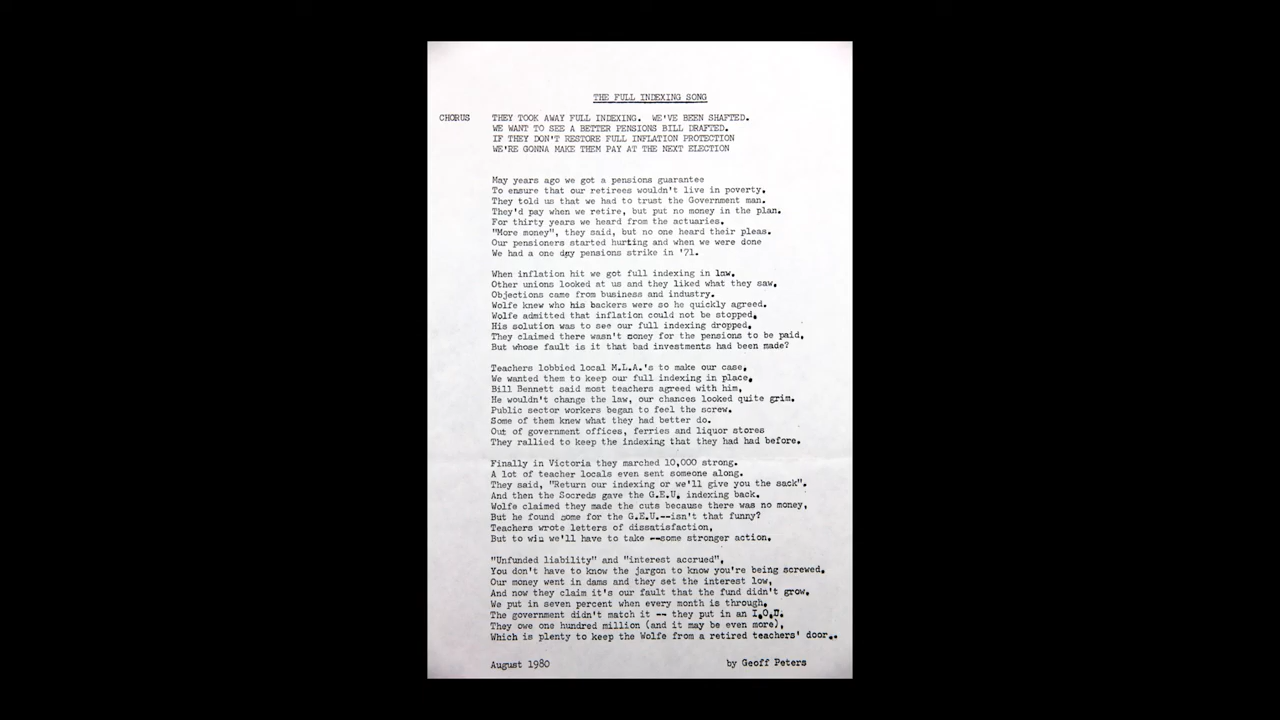 THE FULL INDEXING SONG
CHORUS THEY TOOK AWAY FULL INDEXING. WE'VE BEEN SHAFTED.
WE WANT TO SEE A BETTER PENSIONS BILL DRAFTED.
IF THEY DON'T RESTORE FULL INFLATION PROTECTION
WE'RE GONNA MAKE THEM PAY AT THE NEXT ELECTION
May years ago we got a pensions guarantee
To ensure that our retirees wouldn't live in poverty.
They told us that we had to trust the Government man.
They'd pay when we retire, but put no money in the plan.
For thirty years we heard from the actuaries.
"More money", they said, but no one heard their pleas.
Our pensioners started hurting and when we were done
We had a one day pensions strike in '71.
When inflation hit we got full indexing in law.
Other unions looked at us and they liked what they saw.
Objections came from business and industry.
Wolfe knew who his backers were so he quickly agreed.
Wolfe admitted that inflation could not be stopped.
His solution was to see our full indexing dropped.
They claimed there wasn't money for the pensions to be paid,
But whose fault is it that bad investments had been made?
Teachers lobbied local M.L.A.'s to make our case,
We wanted them to keep our full indexing in place,
Bill Bennett said most teachers agreed with him,
He wouldn't change the law, our chances looked quite grim.
Public sector workers began to feel the screw.
Some of them knew what they had better do.
Out of government offices, ferries and liquor stores
They rallied to keep the indexing that they had had before.
Finally in Victoria they marched 10,000 strong.
A lot of teacher locals even sent someone along.
They said, "Return our indexing or we'll give you the sack".
And then the Socreds gave the G.E.U. indexing back.
Wolfe claimed they made the cuts because there was no money,
But he found some for the G.E.U.--isn't that funny?
Teachers wrote letters of dissatisfaction,
But to win we'll have to take --some stronger action.
"Unfunded liability" and "interest accrued",
You don't have to know the jargon to know you're being screwed.
Our money went in dams and they set the interest low,
And now they claim it's our fault that the fund didn't grow.
We put in seven percent when every month is through.
The government didn't match it -- they put in an I.O.U.
They owe one hundred million (and it may be even more),
Which is plenty to keep the Wolfe from a retired teachers' door..
August 1980 by Geoff Peters